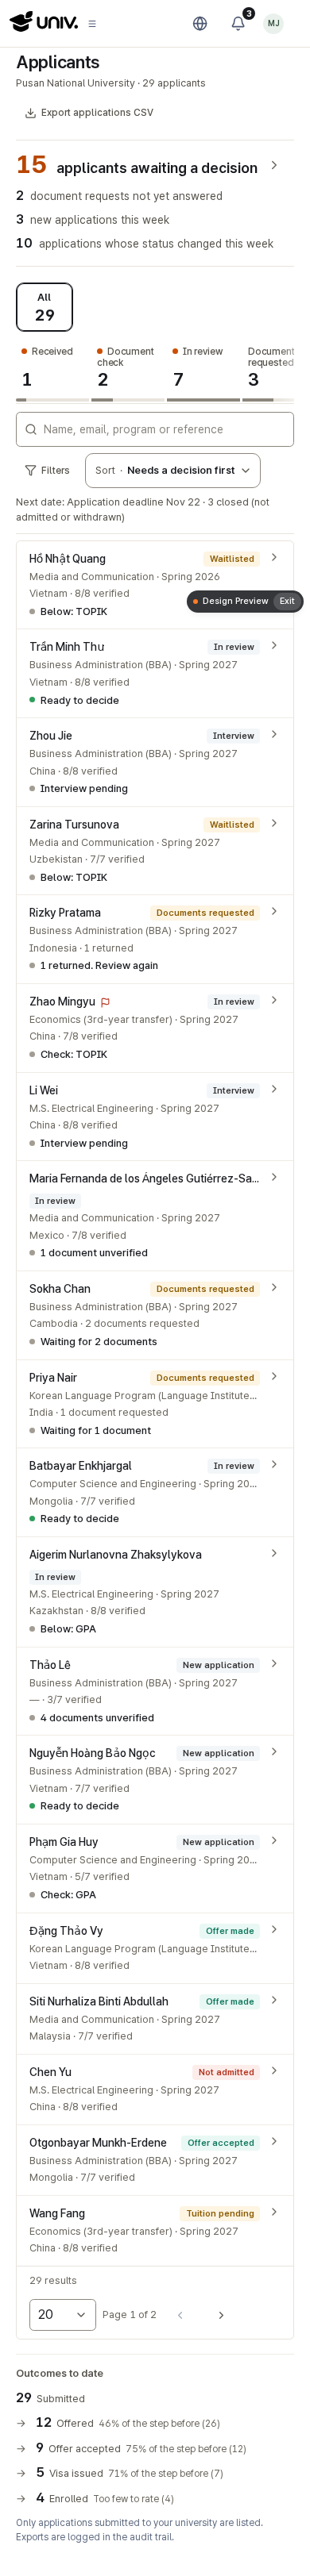 UNIV.
3
MJ
Applicants
Pusan National University · 29 applicants
Export applications CSV
15 applicants awaiting a decision
2 document requests not yet answered
3 new applications this week
10 applications whose status changed this week
All
29
Received
1
Document check
2
In review
7
Document requested
3
Name, email, program or reference
Filters
Sort · Needs a decision first
Next date: Application deadline Nov 22 · 3 closed (not
admitted or withdrawn)
Hồ Nhật Quang Waitlisted
Media and Communication · Spring 2026
Vietnam · 8/8 verified
Design Preview Exit
Below: TOPIK
Trần Minh Thư In review
Business Administration (BBA) · Spring 2027
Vietnam · 8/8 verified
Ready to decide
Zhou Jie Interview
Business Administration (BBA) · Spring 2027
China · 8/8 verified
Interview pending
Zarina Tursunova Waitlisted
Media and Communication · Spring 2027
Uzbekistan · 7/7 verified
Below: TOPIK
Rizky Pratama Documents requested
Business Administration (BBA) · Spring 2027
Indonesia · 1 returned
1 returned. Review again
Zhao Mingyu In review
Economics (3rd-year transfer) · Spring 2027
China · 7/8 verified
Check: TOPIK
Li Wei Interview
M.S. Electrical Engineering · Spring 2027
China · 8/8 verified
Interview pending
Maria Fernanda de los Ángeles Gutiérrez-Sa...
In review
Media and Communication · Spring 2027
Mexico · 7/8 verified
1 document unverified
Sokha Chan Documents requested
Business Administration (BBA) · Spring 2027
Cambodia · 2 documents requested
Waiting for 2 documents
Priya Nair Documents requested
Korean Language Program (Language Institute...
India · 1 document requested
Waiting for 1 document
Batbayar Enkhjargal In review
Computer Science and Engineering · Spring 20...
Mongolia · 7/7 verified
Ready to decide
Aigerim Nurlanovna Zhaksylykova
In review
M.S. Electrical Engineering · Spring 2027
Kazakhstan · 8/8 verified
Below: GPA
Thảo Lê New application
Business Administration (BBA) · Spring 2027
— · 3/7 verified
4 documents unverified
Nguyễn Hoàng Bảo Ngọc New application
Business Administration (BBA) · Spring 2027
Vietnam · 7/7 verified
Ready to decide
Phạm Gia Huy New application
Computer Science and Engineering · Spring 20...
Vietnam · 5/7 verified
Check: GPA
Đặng Thảo Vy Offer made
Korean Language Program (Language Institute...
Vietnam · 8/8 verified
Siti Nurhaliza Binti Abdullah Offer made
Media and Communication · Spring 2027
Malaysia · 7/7 verified
Chen Yu Not admitted
M.S. Electrical Engineering · Spring 2027
China · 8/8 verified
Otgonbayar Munkh-Erdene Offer accepted
Business Administration (BBA) · Spring 2027
Mongolia · 7/7 verified
Wang Fang Tuition pending
Economics (3rd-year transfer) · Spring 2027
China · 8/8 verified
29 results
20 Page 1 of 2
Outcomes to date
29 Submitted
→ 12 Offered 46% of the step before (26)
→ 9 Offer accepted 75% of the step before (12)
→ 5 Visa issued 71% of the step before (7)
→ 4 Enrolled Too few to rate (4)
Only applications submitted to your university are listed.
Exports are logged in the audit trail.